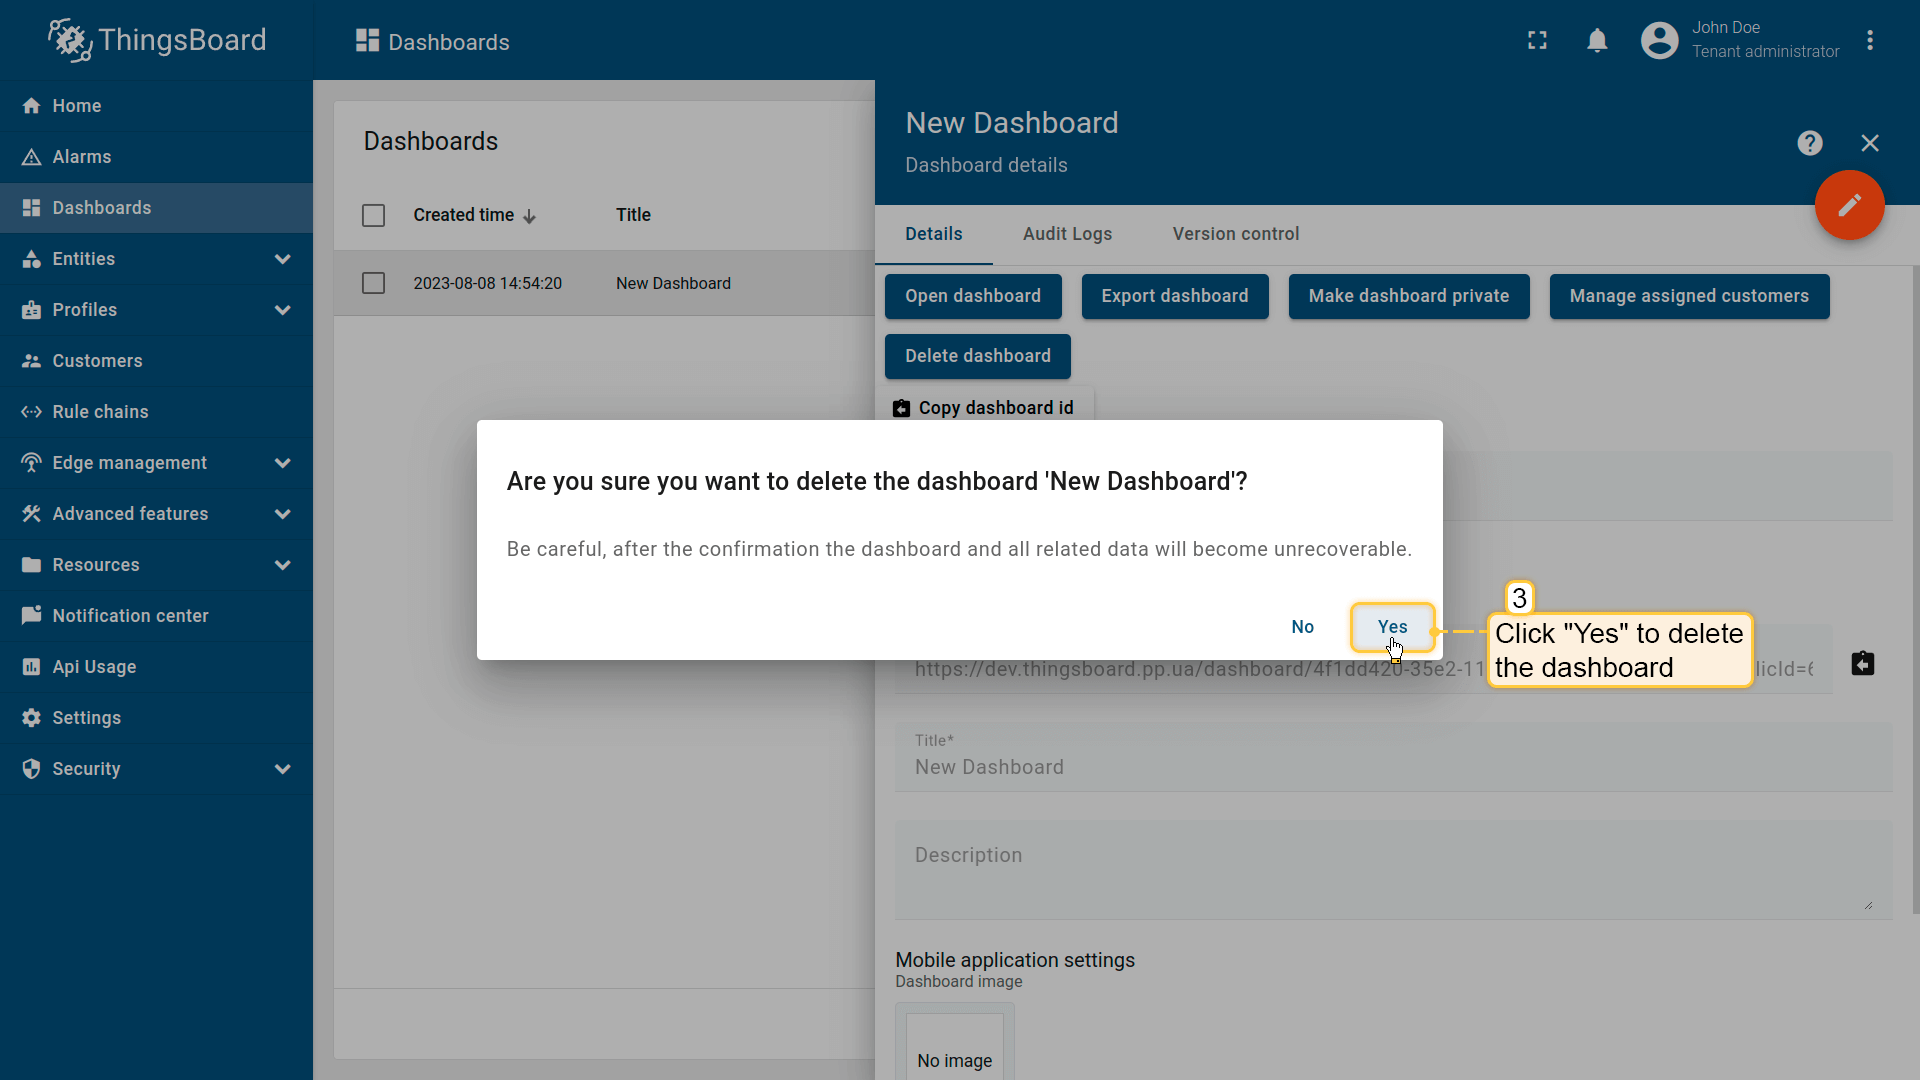 ThingsBoard
Dashboards
John Doe
Tenant administrator
Home
Alarms
Dashboards
Entities
Profiles
Customers
Rule chains
Edge management
Advanced features
Resources
Notification center
Api Usage
Settings
Security
Dashboards
Created time
Title
2023-08-08 14:54:20
New Dashboard
New Dashboard
Dashboard details
Details
Audit Logs
Version control
Open dashboard
Export dashboard
Make dashboard private
Manage assigned customers
Delete dashboard
Copy dashboard id
Are you sure you want to delete the dashboard 'New Dashboard'?
Be careful, after the confirmation the dashboard and all related data will become unrecoverable.
No
Yes
3
Click "Yes" to delete
the dashboard
https://dev.thingsboard.pp.ua/dashboard/4f1dd420-35e2-11
licId=6
Title*
New Dashboard
Description
Mobile application settings
Dashboard image
No image